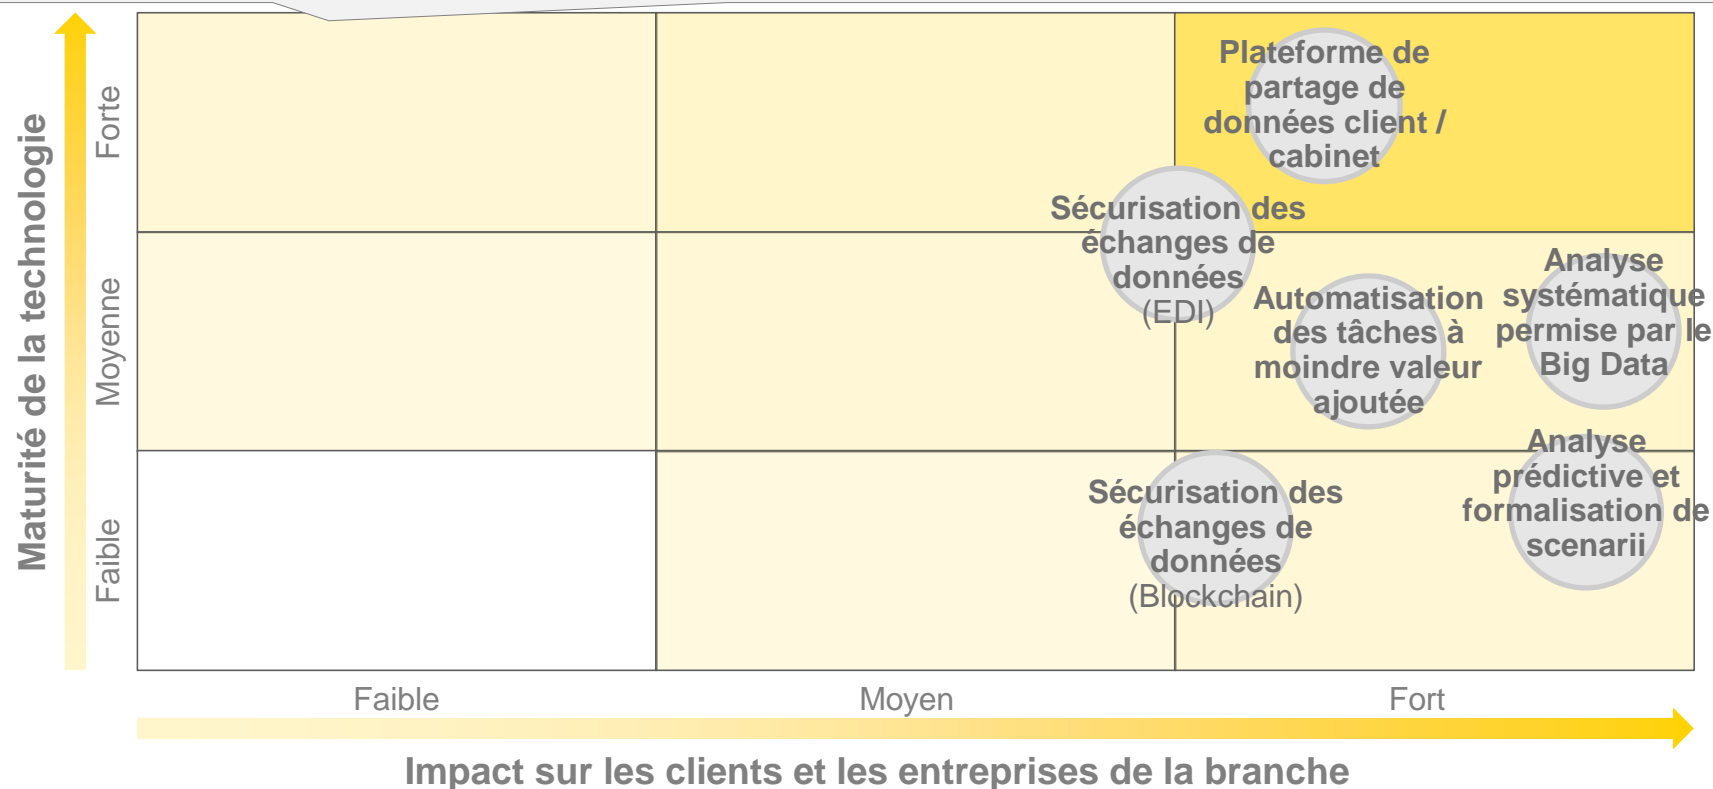 Maturité de la technologie
Forte
Moyenne
Faible
Plateforme de
partage de
données client /
cabinet
Sécurisation des
échanges de
données
(EDI)
Automatisation
des tâches à
moindre valeur
ajoutée
Analyse
systématique
permise par le
Big Data
Sécurisation des
échanges de
données
(Blockchain)
Analyse
prédictive et
formalisation de
scenarii
Faible
Moyen
Fort
Impact sur les clients et les entreprises de la branche